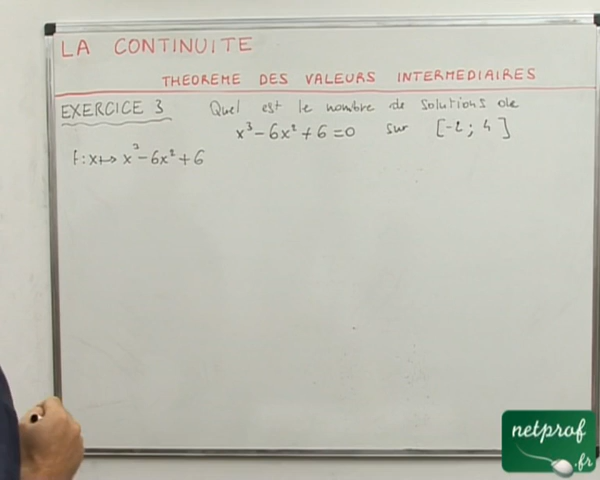 LA CONTINUITE
THEOREME DES VALEURS INTERMEDIAIRES
EXERCICE 3 Quel est le nombre de solutions de
x³-6x²+6=0 sur [-2; 4]
f: x↦x³-6x²+6
netprof
.fr